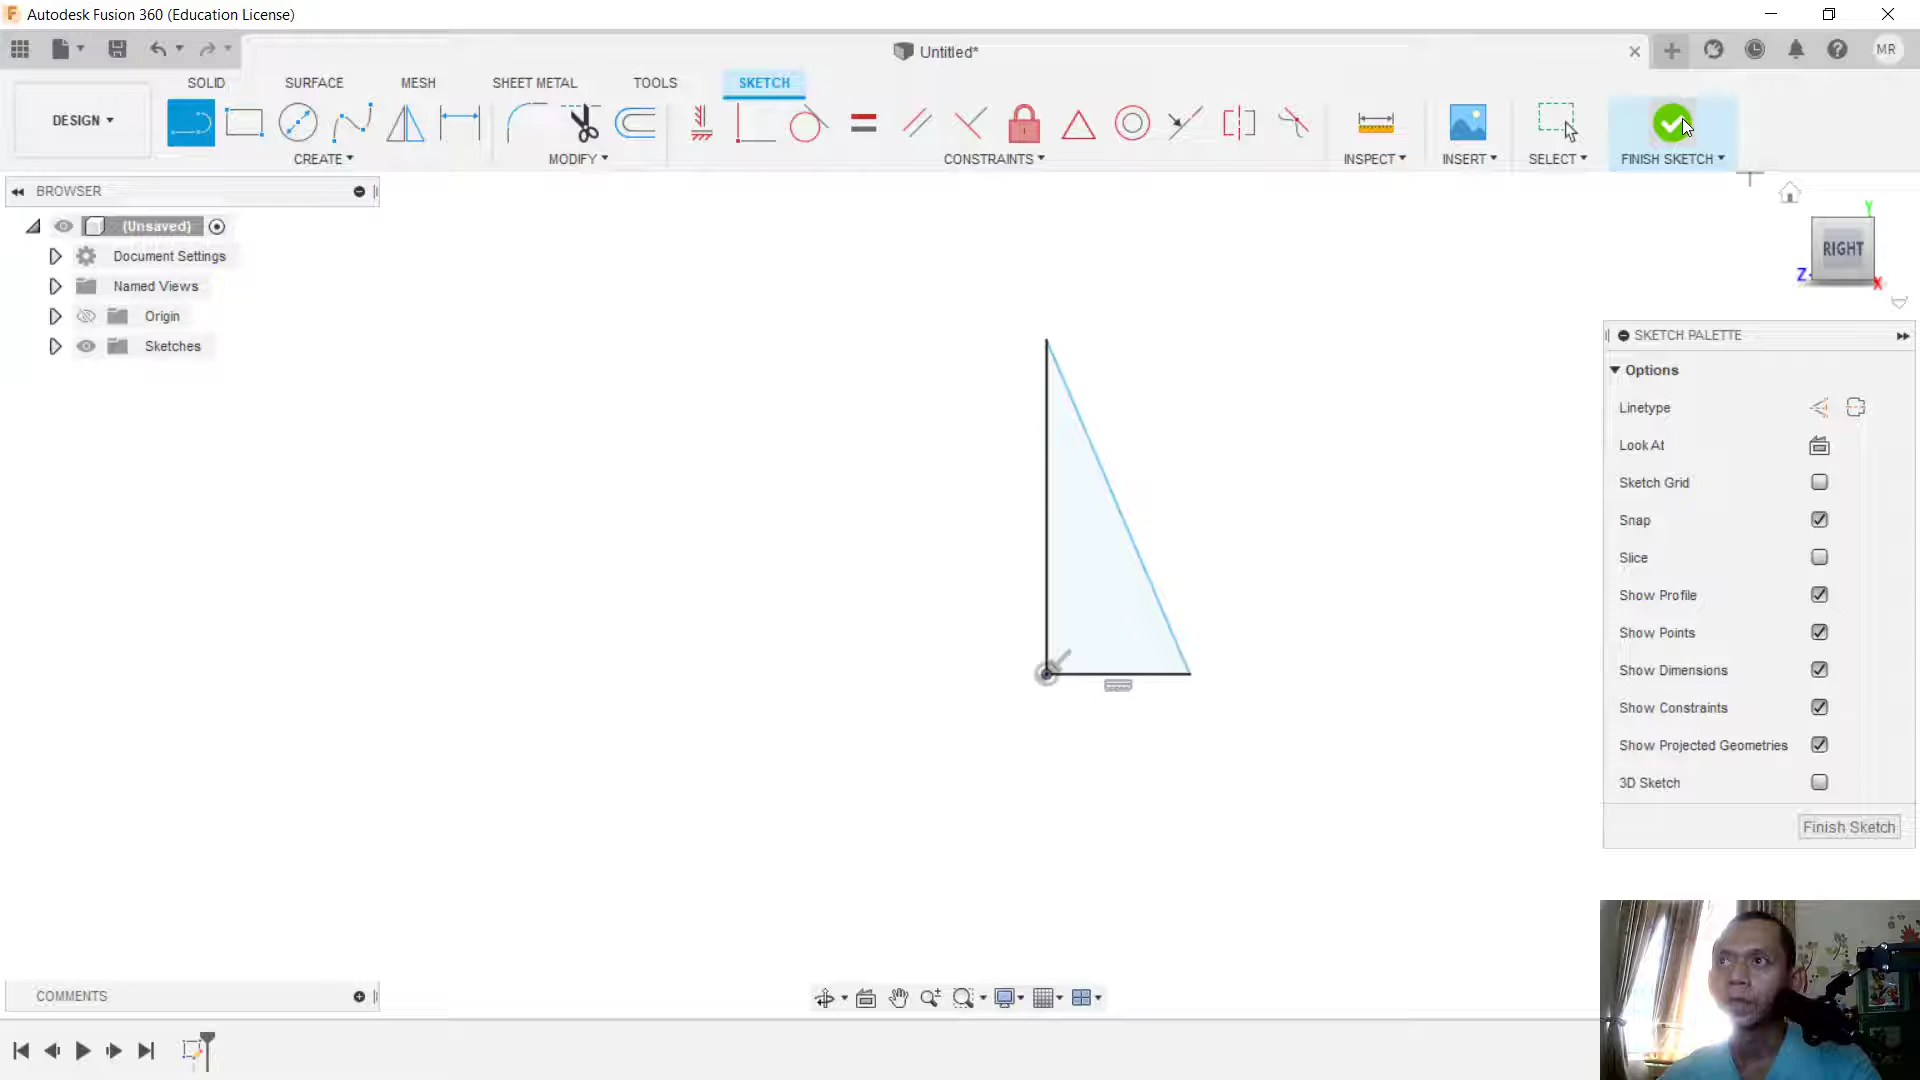 Autodesk Fusion 360 (Education License)
Untitled*
MR
SOLID
SURFACE
MESH
SHEET METAL
TOOLS
SKETCH
DESIGN
CREATE
MODIFY
CONSTRAINTS
INSPECT
INSERT
SELECT
FINISH SKETCH
BROWSER
(Unsaved)
Document Settings
Named Views
Origin
Sketches
Y
RIGHT
Z
X
SKETCH PALETTE
Options
Linetype
Look At
Sketch Grid
Snap
Slice
Show Profile
Show Points
Show Dimensions
Show Constraints
Show Projected Geometries
3D Sketch
Finish Sketch
COMMENTS